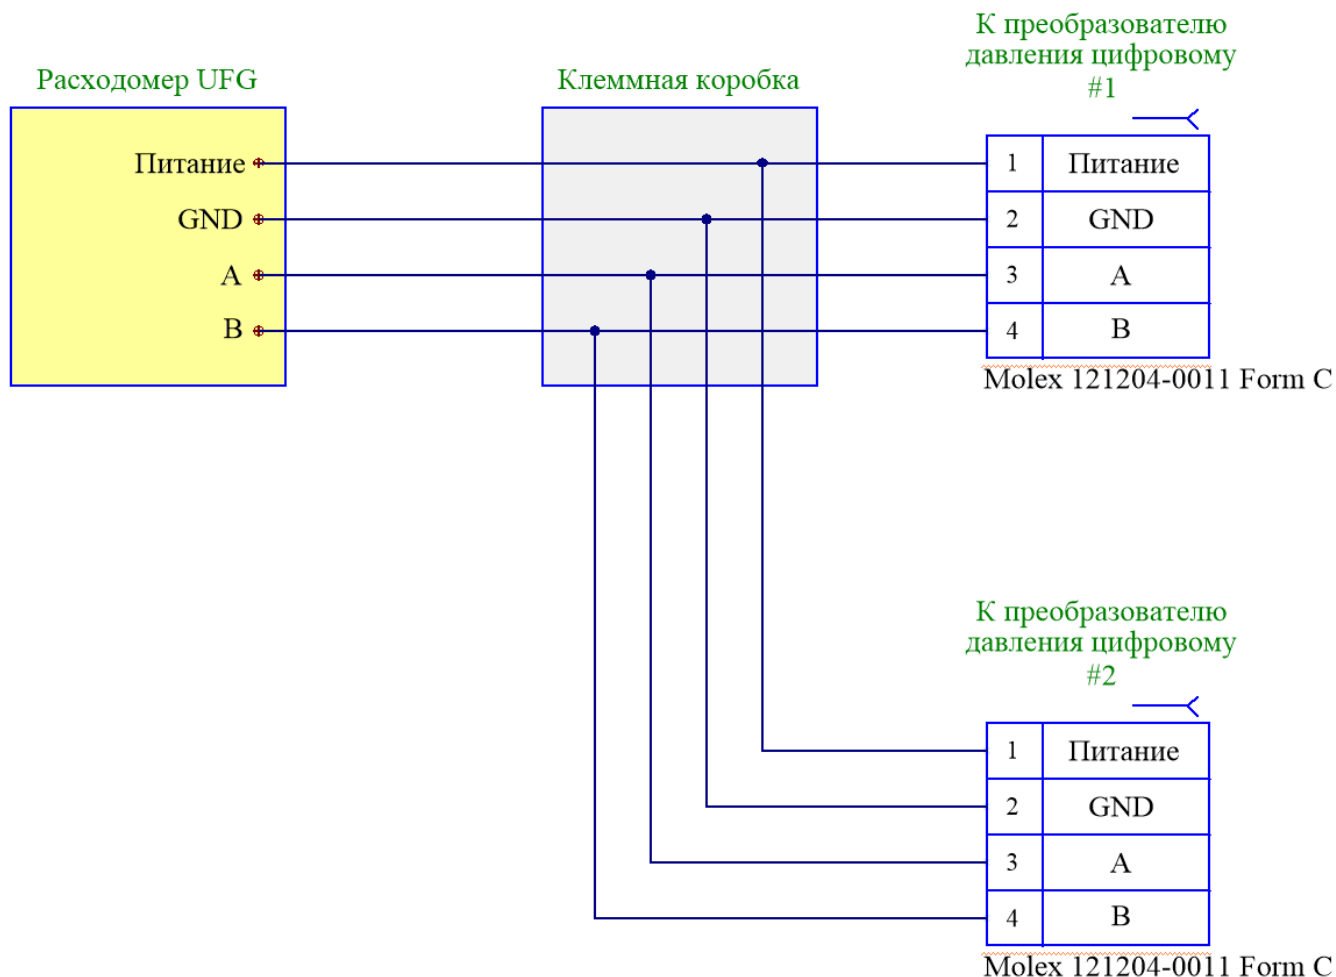 Расходомер UFG
Питание
GND
A
B
Клеммная коробка
К преобразователю
давления цифровому
#1
1 Питание
2 GND
3 A
4 B
Molex 121204-0011 Form C
К преобразователю
давления цифровому
#2
1 Питание
2 GND
3 A
4 B
Molex 121204-0011 Form C